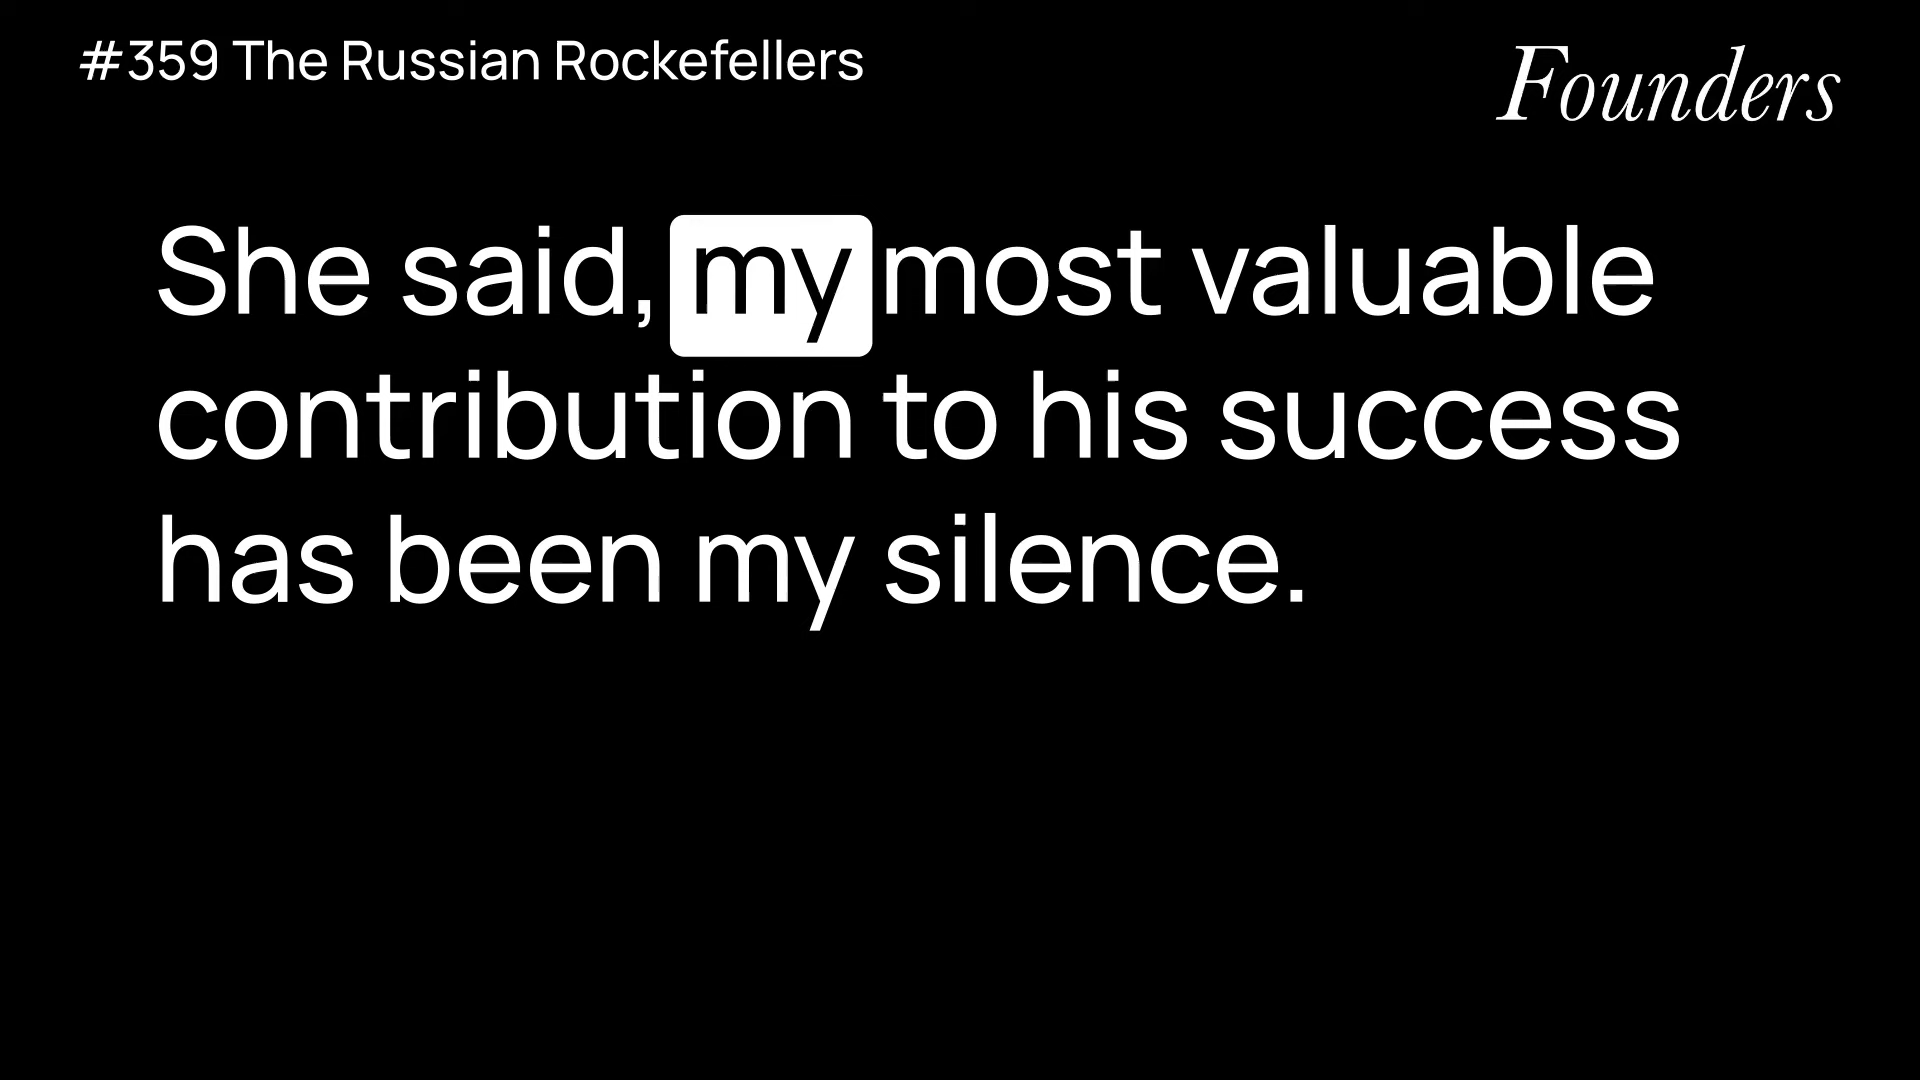 #359 The Russian Rockefellers
Founders
She said, my most valuable
contribution to his success
has been my silence.